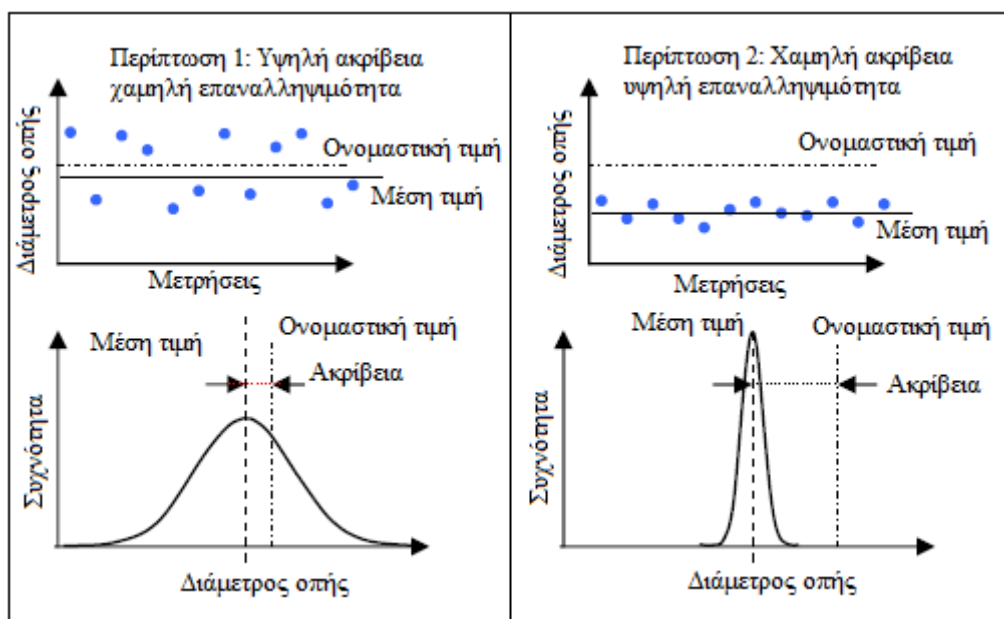 Περίπτωση 1: Υψηλή ακρίβεια
χαμηλή επαναλληψιμότητα
Διάμετρος οπής
Ονομαστική τιμή
Μέση τιμή
Μετρήσεις
Μέση τιμή
Ονομαστική τιμή
Ακρίβεια
Συχνότητα
Διάμετρος οπής
Περίπτωση 2: Χαμηλή ακρίβεια
υψηλή επαναλληψιμότητα
Διάμετρος οπής
Ονομαστική τιμή
Μέση τιμή
Μετρήσεις
Μέση τιμή
Ονομαστική τιμή
Ακρίβεια
Συχνότητα
Διάμετρος οπής